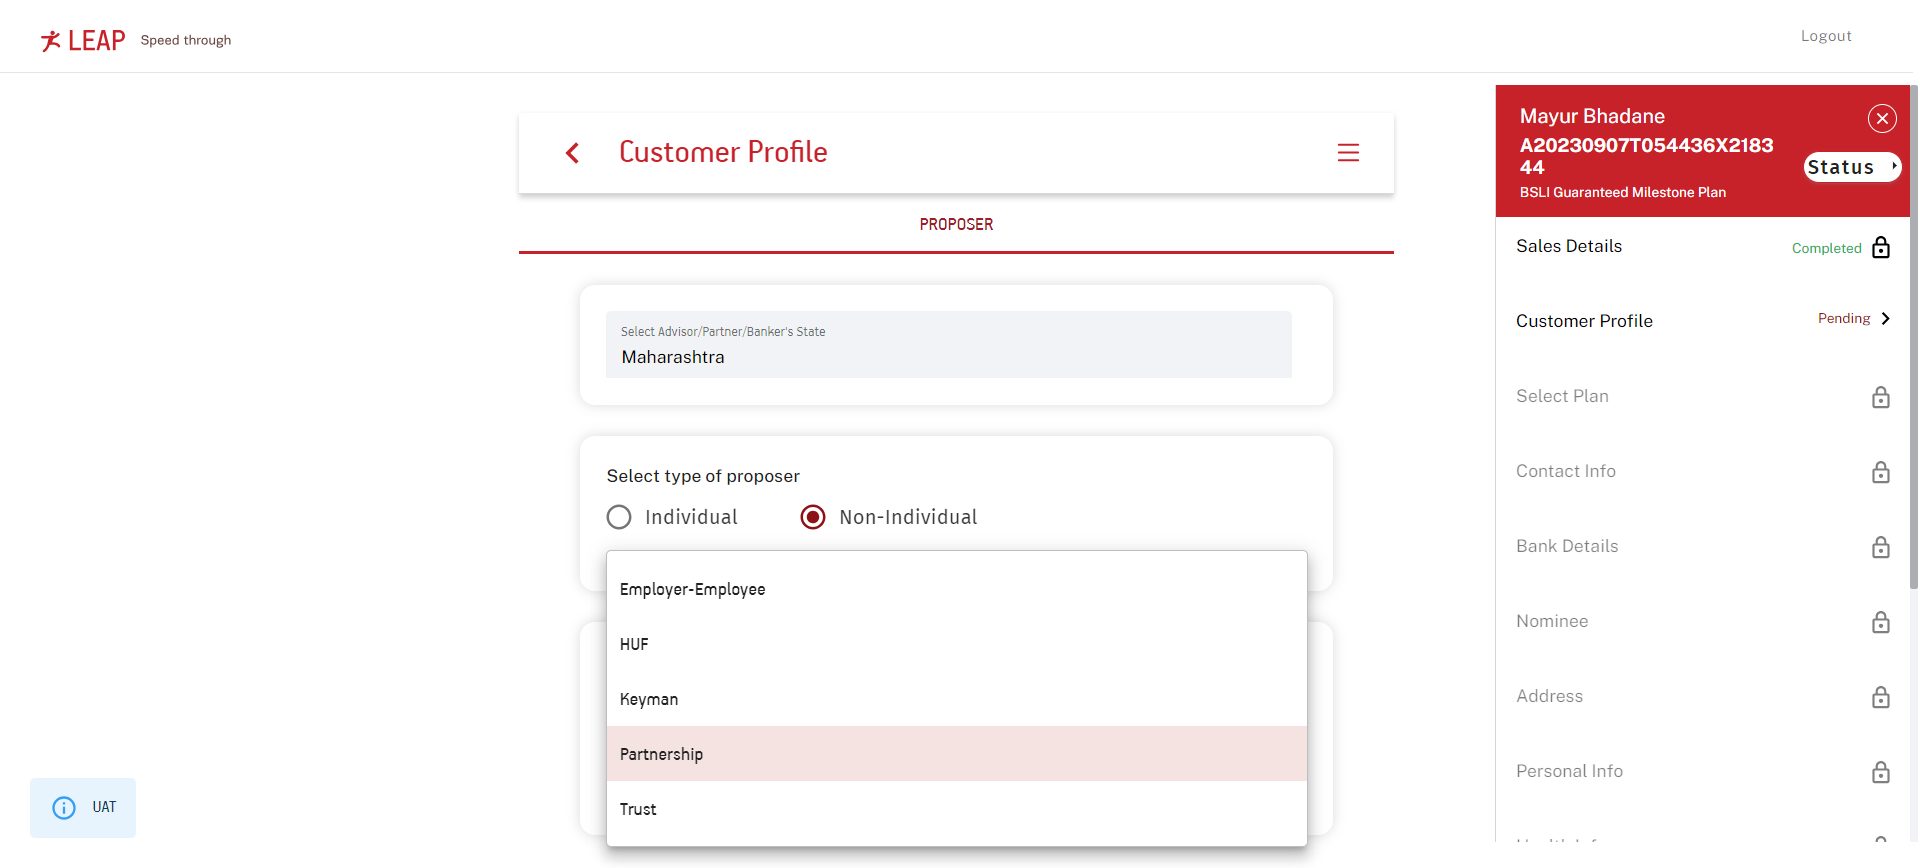 LEAP Speed through
Logout
Customer Profile
PROPOSER
Select Advisor/Partner/Banker's State
Maharashtra
Select type of proposer
Individual
Non-Individual
Employer-Employee
HUF
Keyman
Partnership
Trust
UAT
Mayur Bhadane
A20230907T054436X2183
44
Status
BSLI Guaranteed Milestone Plan
Sales Details Completed
Customer Profile Pending
Select Plan
Contact Info
Bank Details
Nominee
Address
Personal Info